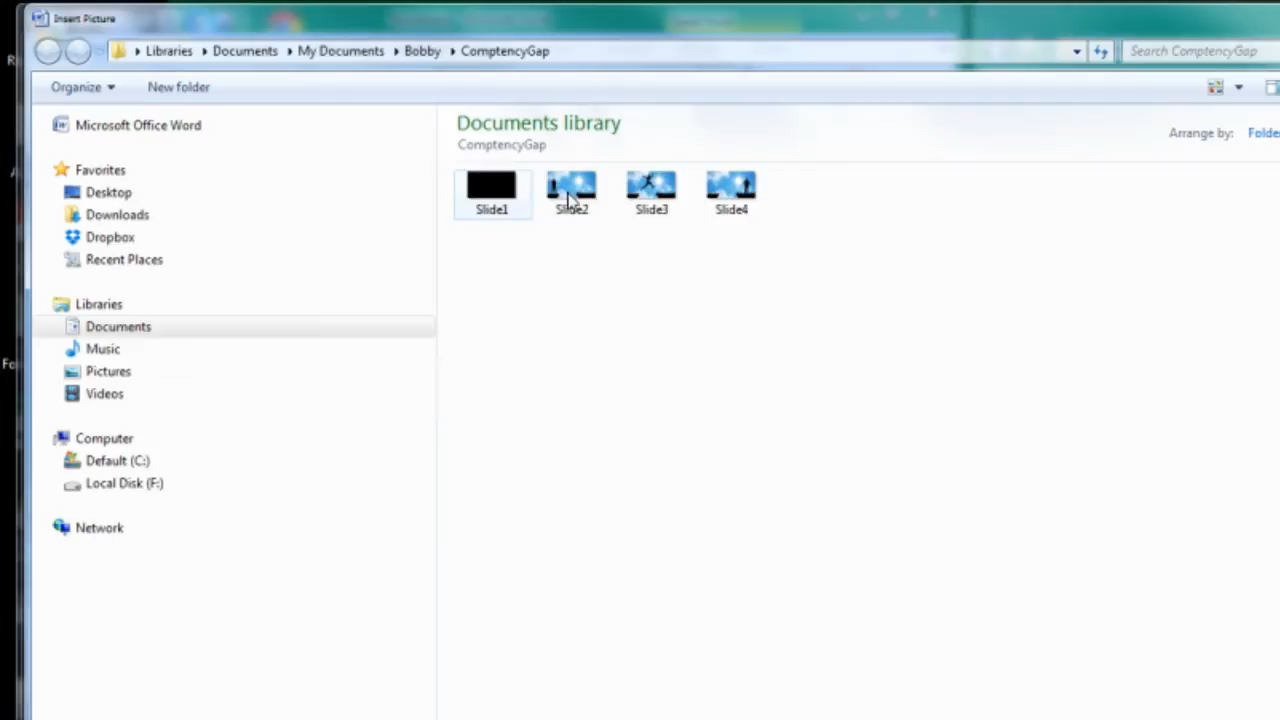 Insert Picture
Libraries Documents My Documents Bobby ComptencyGap
Search ComptencyGap
Organize New folder
Microsoft Office Word
Favorites
Desktop
Downloads
Dropbox
Recent Places
Libraries
Documents
Music
Pictures
Videos
Computer
Default (C:)
Local Disk (F:)
Network
Documents library
ComptencyGap
Arrange by: Folde
Slide1 Slide2 Slide3 Slide4